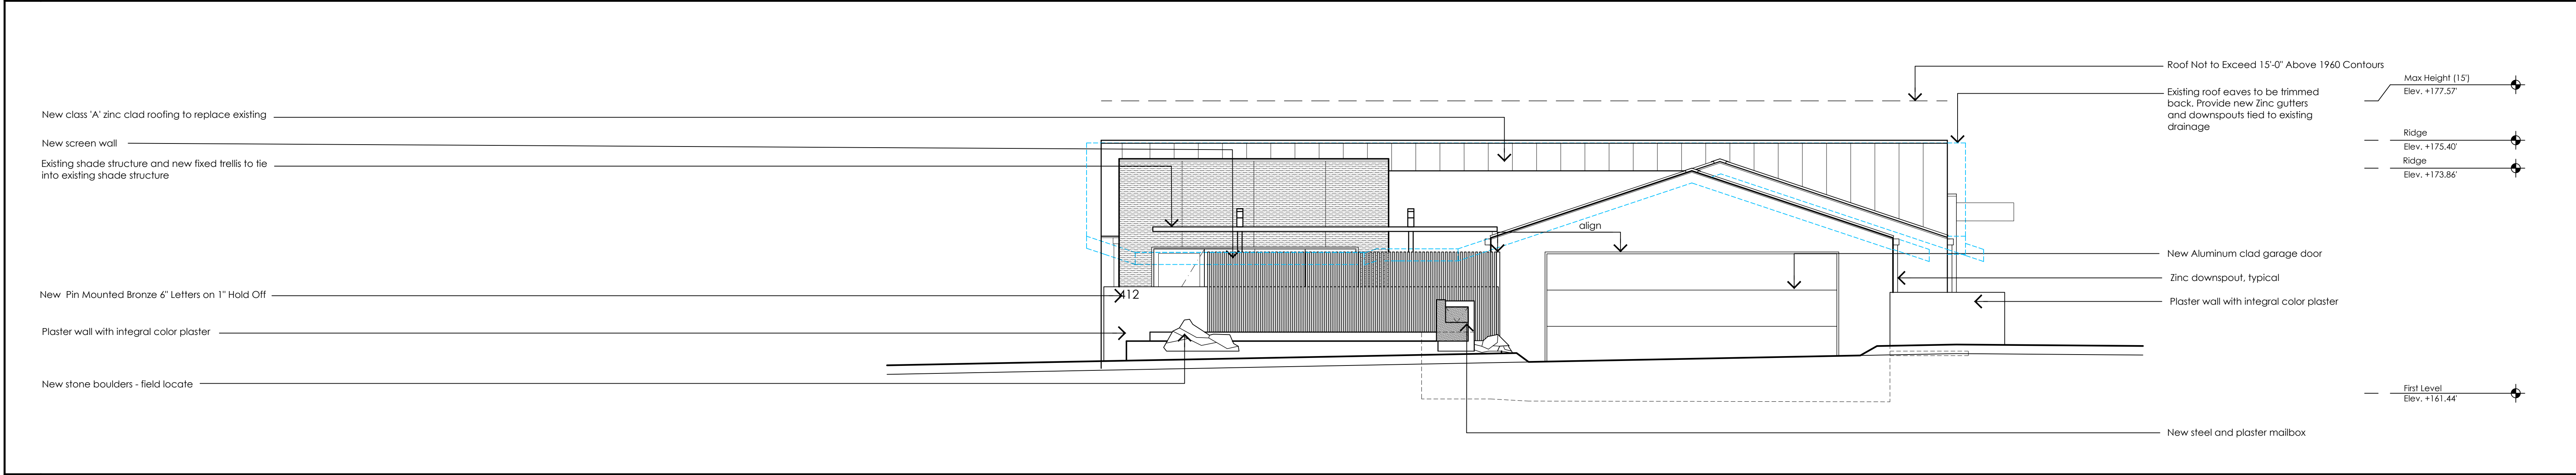 New class 'A' zinc clad roofing to replace existing
New screen wall
Existing shade structure and new fixed trellis to tie
into existing shade structure
New  Pin Mounted Bronze 6" Letters on 1" Hold Off
Plaster wall with integral color plaster
New stone boulders - field locate
412
align
Roof Not to Exceed 15'-0" Above 1960 Contours
Existing roof eaves to be trimmed
back. Provide new Zinc gutters
and downspouts tied to existing
drainage
New Aluminum clad garage door
Zinc downspout, typical
Plaster wall with integral color plaster
New steel and plaster mailbox
Max Height (15')
Elev. +177.57'
Ridge
Elev. +175.40'
Ridge
Elev. +173.86'
First Level
Elev. +161.44'